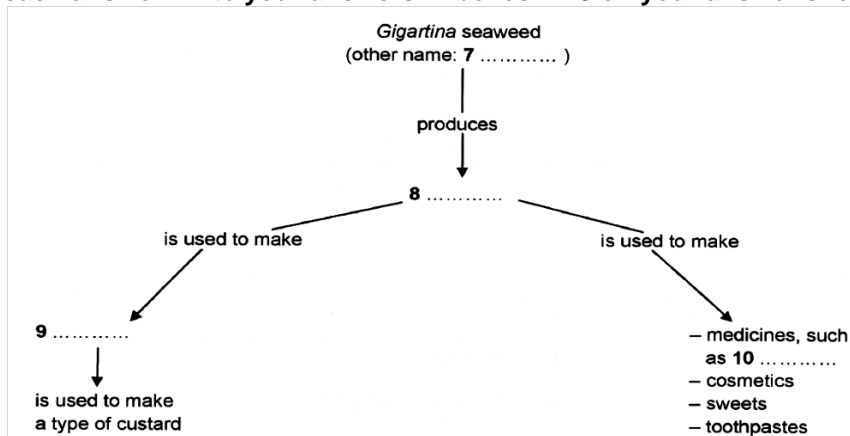 Gigartina seaweed
(other name: 7 ………… )
produces
8 …………
is used to make
is used to make
9 …………
is used to make
a type of custard
– medicines, such
as 10 …………
– cosmetics
– sweets
– toothpastes